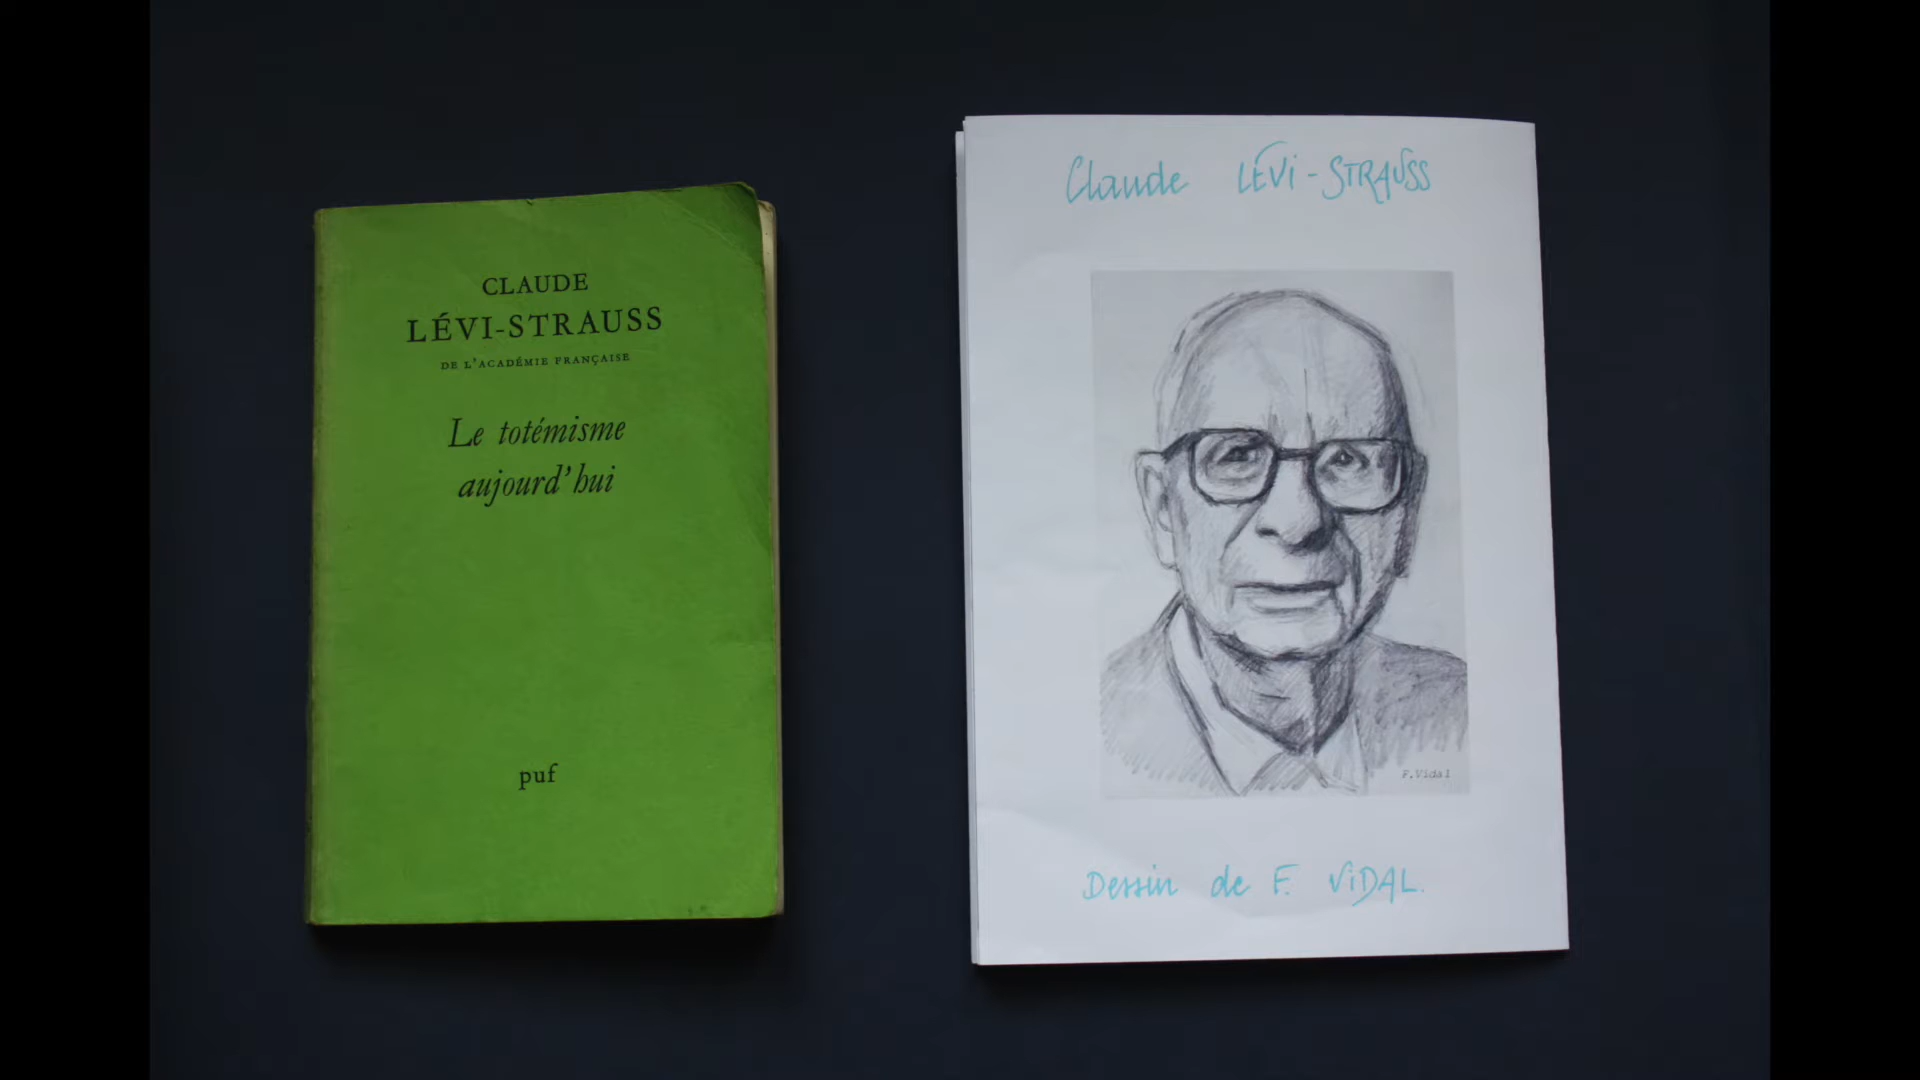 CLAUDE
LÉVI-STRAUSS
DE L'ACADÉMIE FRANÇAISE
Le totémisme
aujourd'hui
puf
Claude LÉVI-STRAUSS
F.Vidal
Dessin de F. ViDAL.